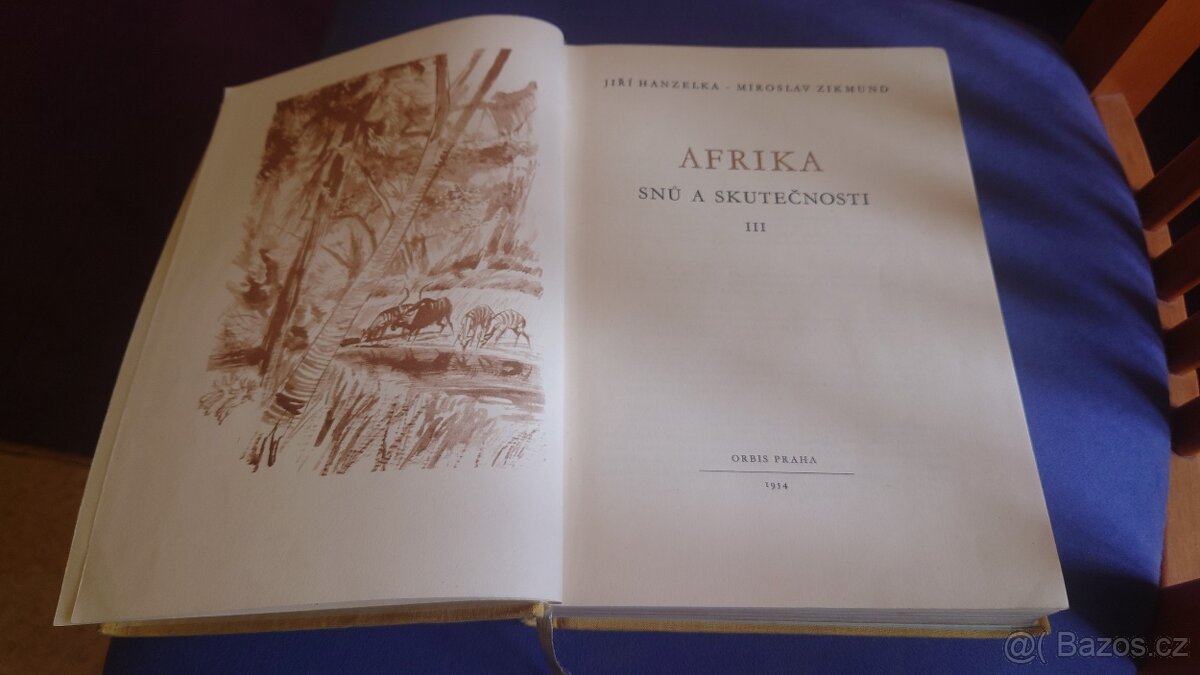 JIŘÍ HANZELKA - MIROSLAV ZIKMUND
AFRIKA
SNŮ A SKUTEČNOSTI
III
ORBIS PRAHA
1954
@( Bazos.cz